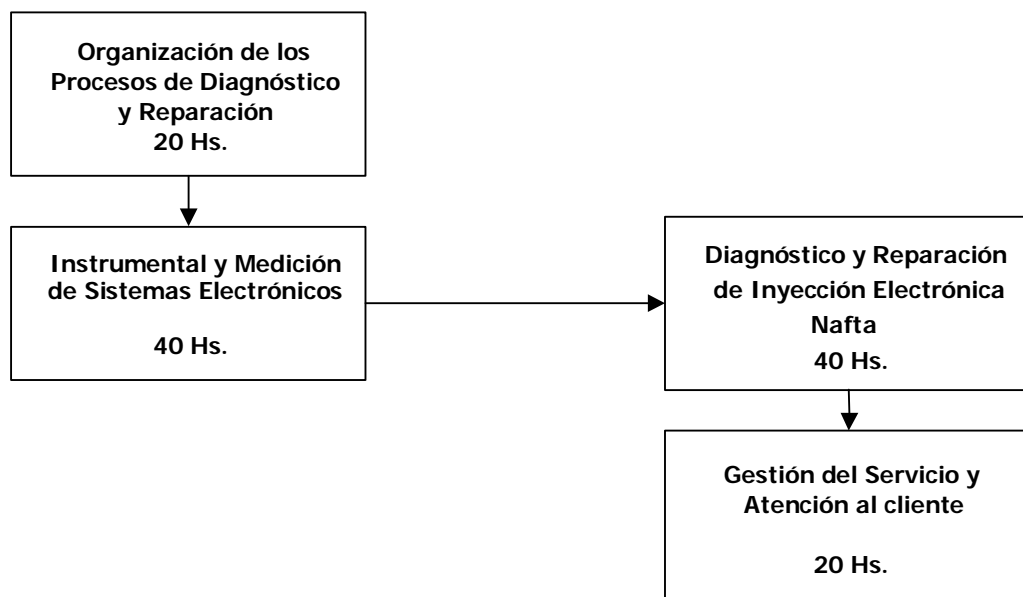 Organización de los
Procesos de Diagnóstico
y Reparación
20 Hs.
Instrumental y Medición
de Sistemas Electrónicos
40 Hs.
Diagnóstico y Reparación
de Inyección Electrónica
Nafta
40 Hs.
Gestión del Servicio y
Atención al cliente
20 Hs.